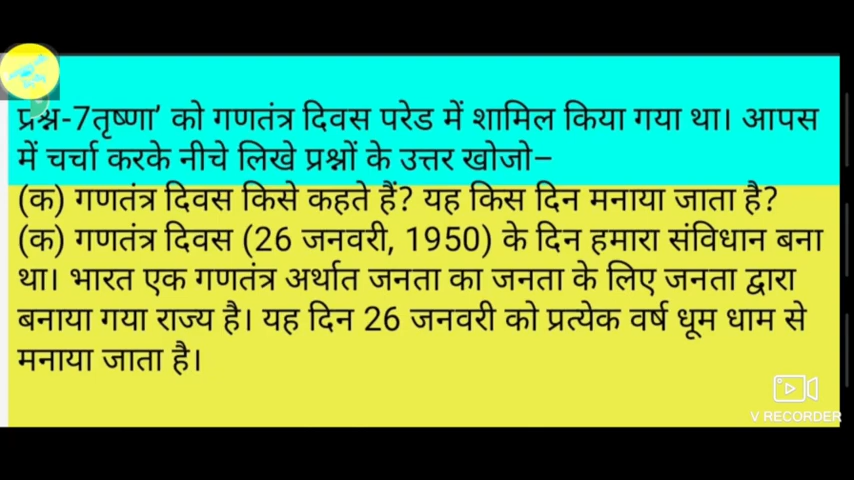 प्रश्न-7तृष्णा’ को गणतंत्र दिवस परेड में शामिल किया गया था। आपस
में चर्चा करके नीचे लिखे प्रश्नों के उत्तर खोजो–
(क) गणतंत्र दिवस किसे कहते हैं? यह किस दिन मनाया जाता है?
(क) गणतंत्र दिवस (26 जनवरी, 1950) के दिन हमारा संविधान बना
था। भारत एक गणतंत्र अर्थात जनता का जनता के लिए जनता द्वारा
बनाया गया राज्य है। यह दिन 26 जनवरी को प्रत्येक वर्ष धूम धाम से
मनाया जाता है।
V RECORDER